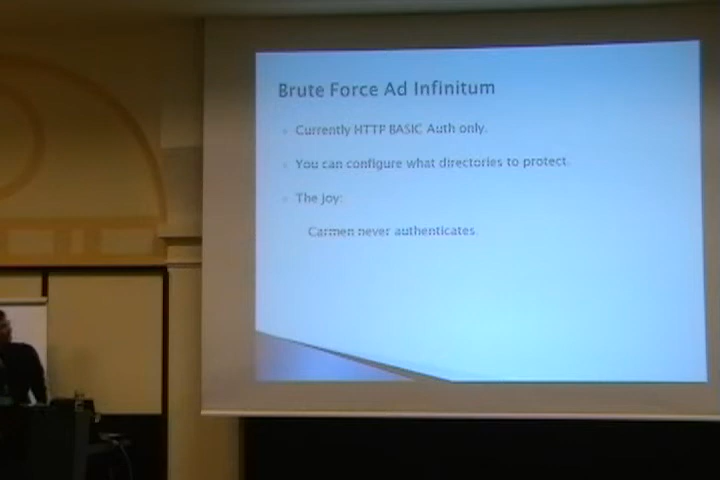 Brute Force Ad Infinitum
Currently HTTP BASIC Auth only.
You can configure what directories to protect.
The joy:
Carmen never authenticates.